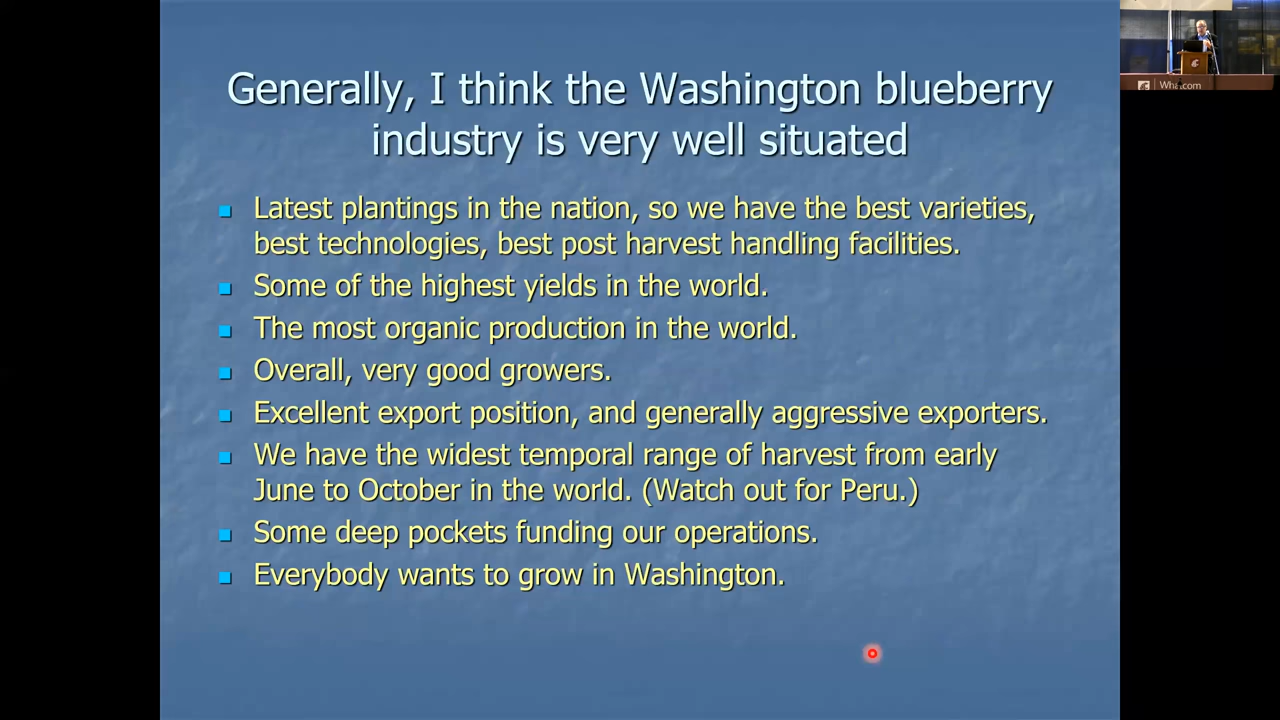 Generally, I think the Washington blueberry
industry is very well situated
Latest plantings in the nation, so we have the best varieties,
best technologies, best post harvest handling facilities.
Some of the highest yields in the world.
The most organic production in the world.
Overall, very good growers.
Excellent export position, and generally aggressive exporters.
We have the widest temporal range of harvest from early
June to October in the world. (Watch out for Peru.)
Some deep pockets funding our operations.
Everybody wants to grow in Washington.
Whatcom